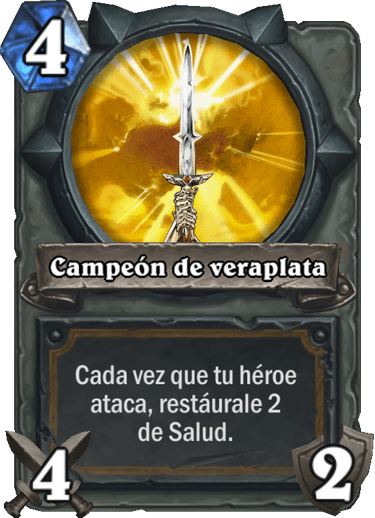 4
Campeón de veraplata
Cada vez que tu héroe
ataca, restáurale 2
de Salud.
4
2